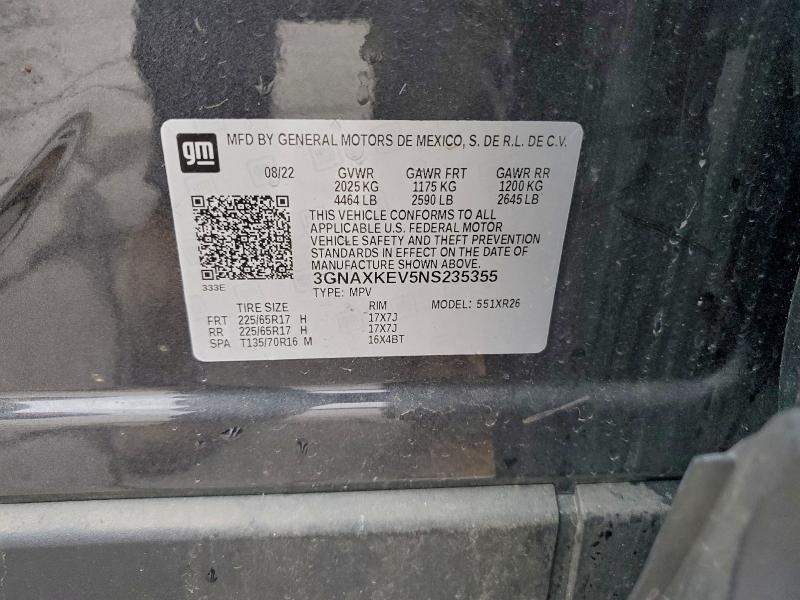 gm MFD BY GENERAL MOTORS DE MEXICO, S. DE R.L. DE C.V.
08/22 GVWR GAWR FRT GAWR RR
2025 KG 1175 KG 1200 KG
4464 LB 2590 LB 2645 LB
THIS VEHICLE CONFORMS TO ALL
APPLICABLE U.S. FEDERAL MOTOR
VEHICLE SAFETY AND THEFT PREVENTION
STANDARDS IN EFFECT ON THE DATE OF
MANUFACTURE SHOWN ABOVE.
333E 3GNAXKEV5NS235355
TYPE: MPV MODEL: 551XR26
TIRE SIZE RIM
FRT 225/65R17 H 17X7J
RR 225/65R17 H 17X7J
SPA T135/70R16 M 16X4BT